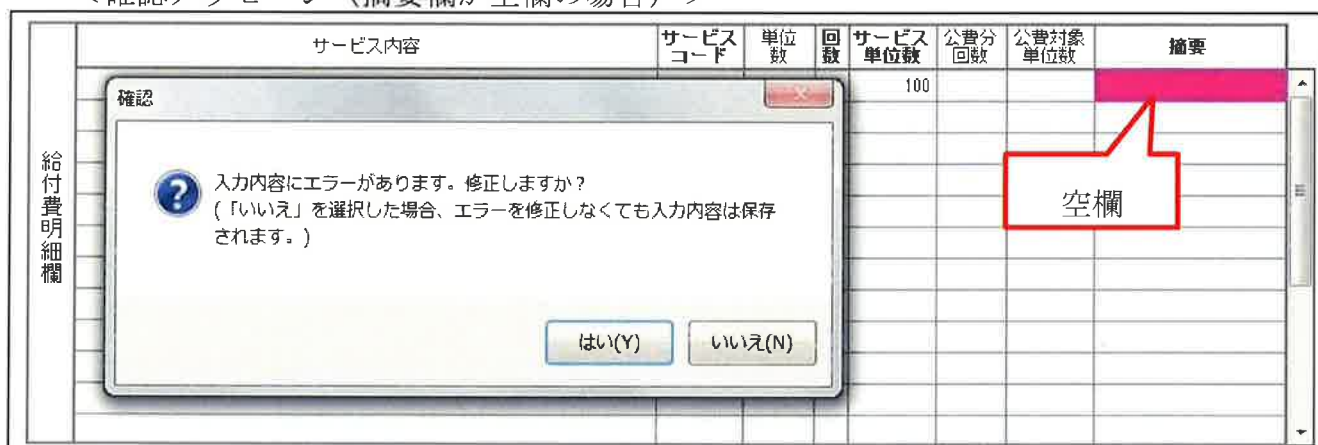 サービス内容
サービスコード
単位数
回数
サービス単位数
公費分回数
公費対象単位数
摘要
給付費明細欄
100
確認
入力内容にエラーがあります。修正しますか?
(「いいえ」を選択した場合、エラーを修正しなくても入力内容は保存
されます。)
はい(Y)
いいえ(N)
空欄